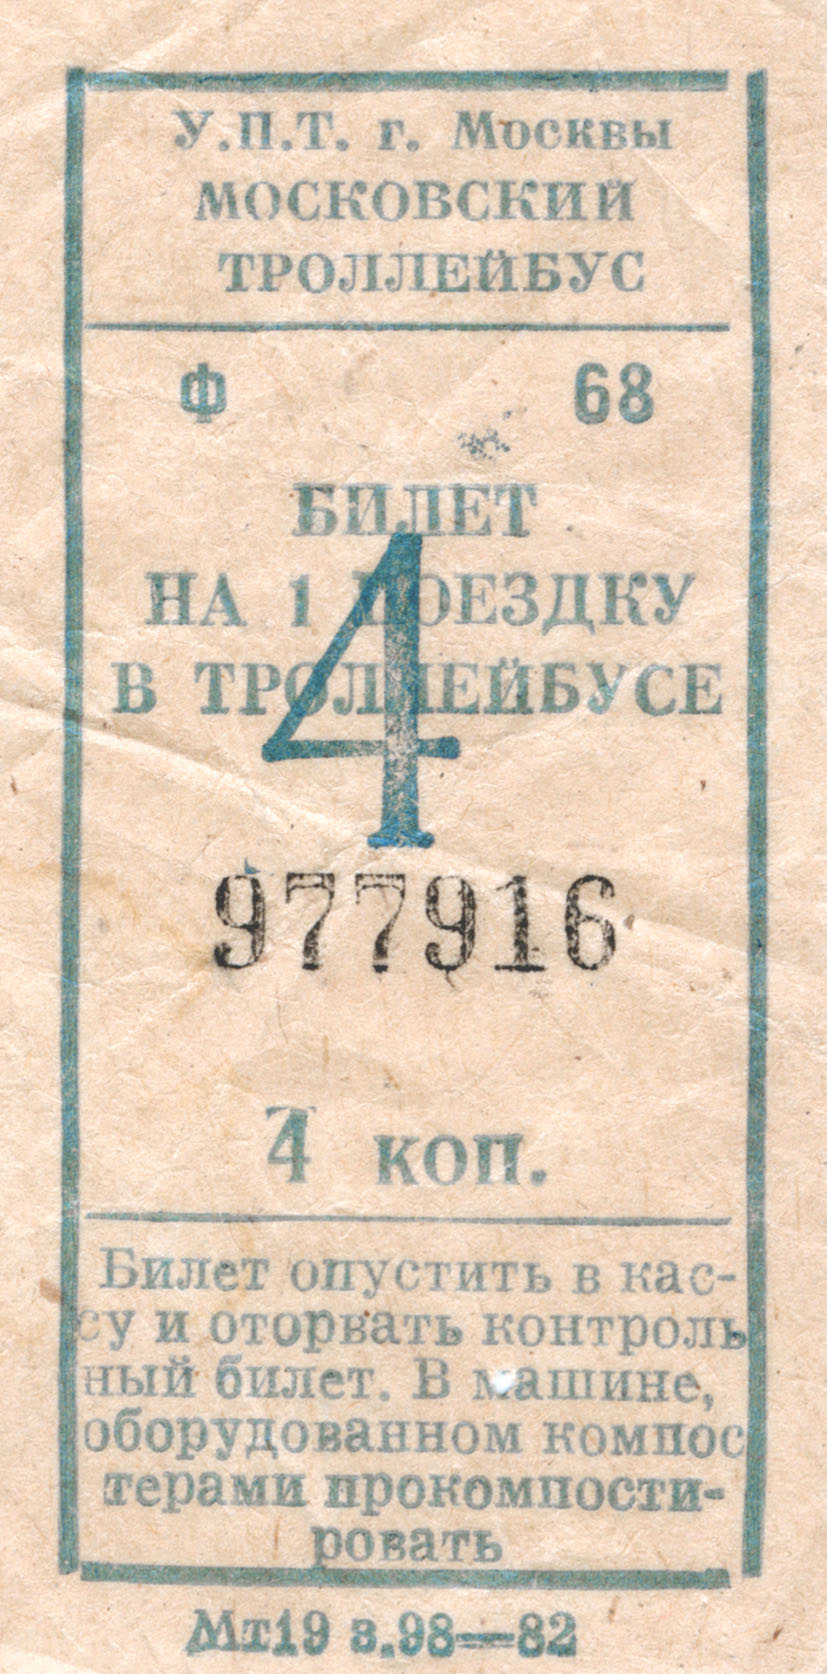 У.П.Т. г. Москвы
МОСКОВСКИЙ
ТРОЛЛЕЙБУС
Ф 68
БИЛЕТ
НА 1 ПОЕЗДКУ
В ТРОЛЛЕЙБУСЕ
4
977916
4 коп.
Билет опустить в кас-
су и оторвать контроль
ный билет. В машине,
оборудованном компос
терами прокомпости-
ровать
Мт19 з.98—82